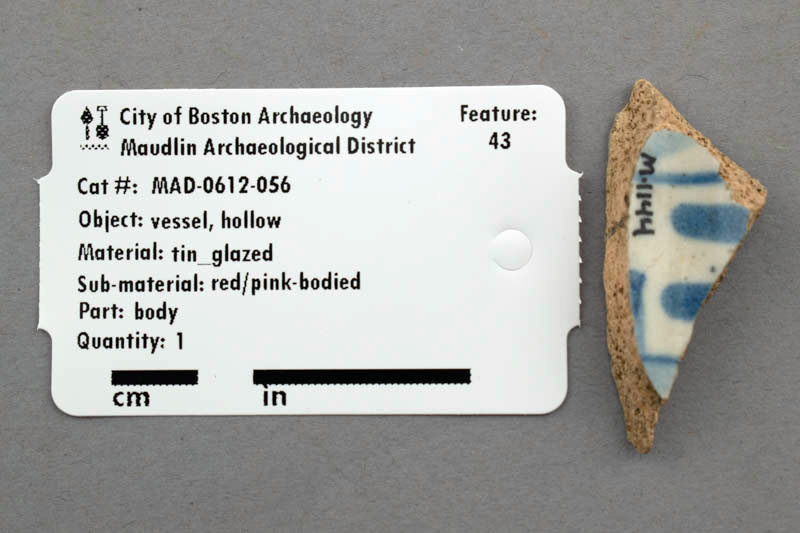 City of Boston Archaeology
Maudlin Archaeological District
Feature:
43
Cat #: MAD-0612-056
Object: vessel, hollow
Material: tin_glazed
Sub-material: red/pink-bodied
Part: body
Quantity: 1
cm
in
M-1144